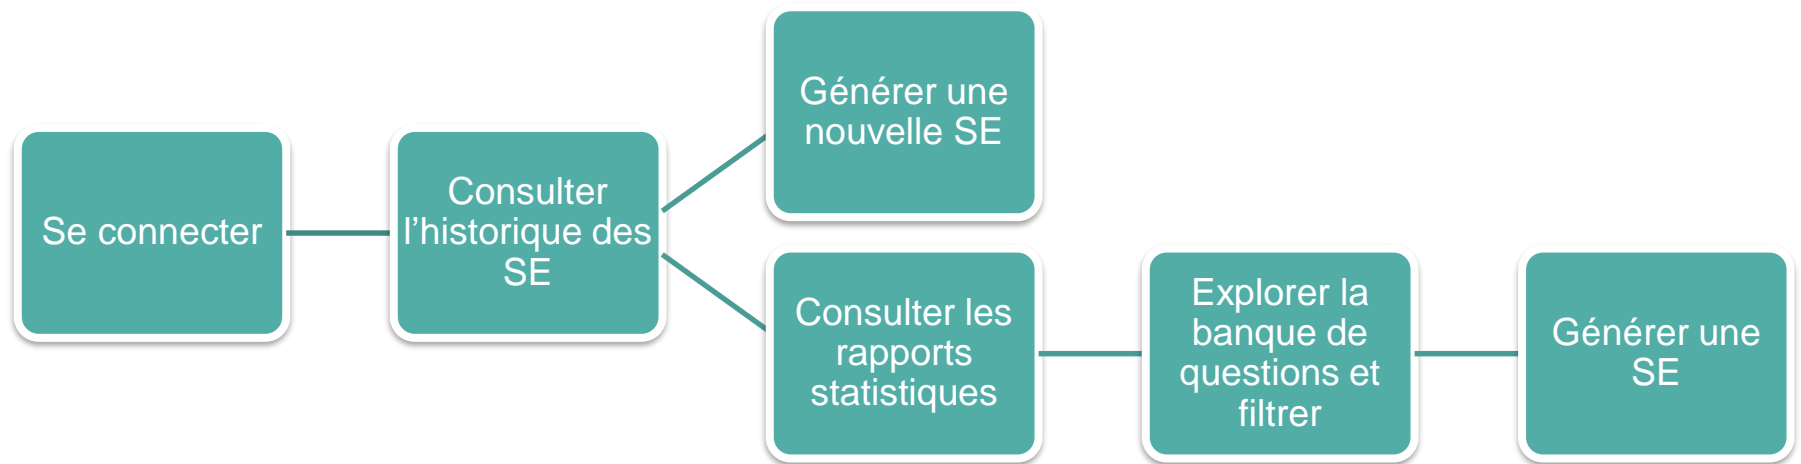 Se connecter
Consulter
l’historique des
SE
Générer une
nouvelle SE
Consulter les
rapports
statistiques
Explorer la
banque de
questions et
filtrer
Générer une
SE